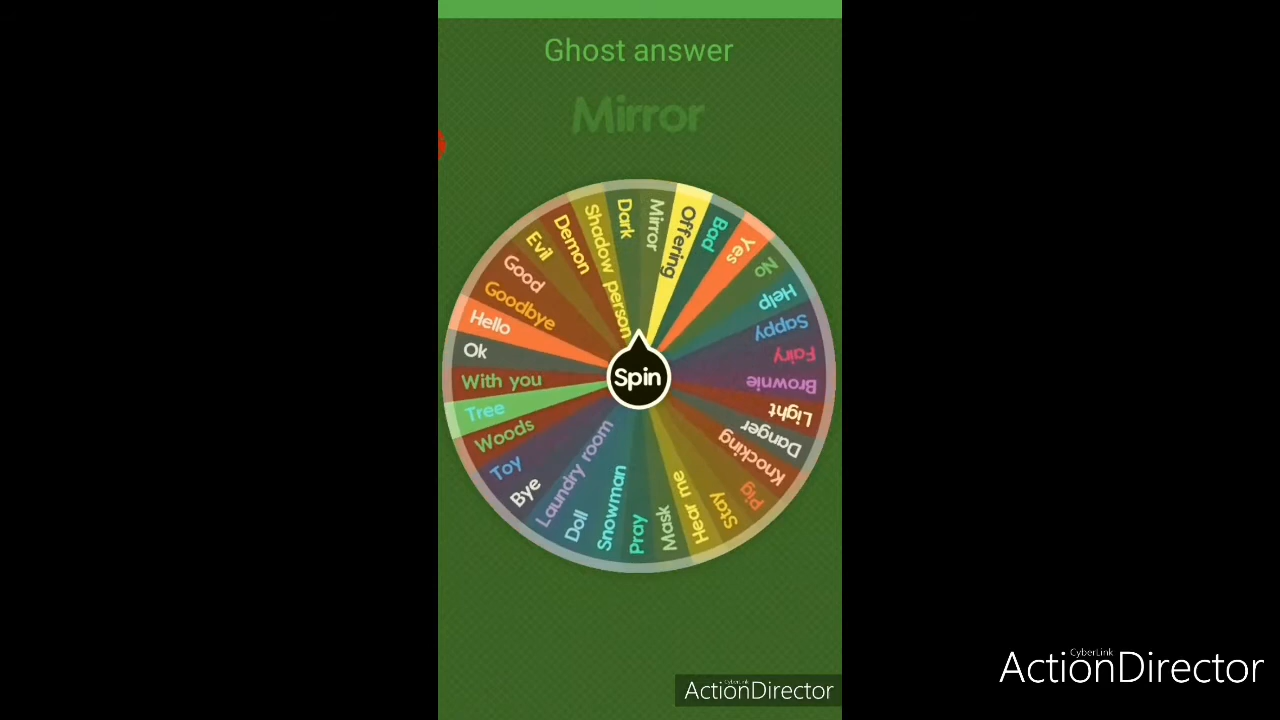 Ghost answer
Mirror
Mirror
Offering
Bad
Yes
No
Help
Sappy
Fairy
Brownie
Light
Danger
Knocking
Pig
Stay
Hear me
Mask
Pray
Snowman
Doll
Laundry room
Bye
Toy
Woods
Tree
With you
Ok
Hello
Goodbye
Good
Evil
Demon
Shadow person
Dark
Spin
CyberLink
ActionDirector
CyberLink
ActionDirector